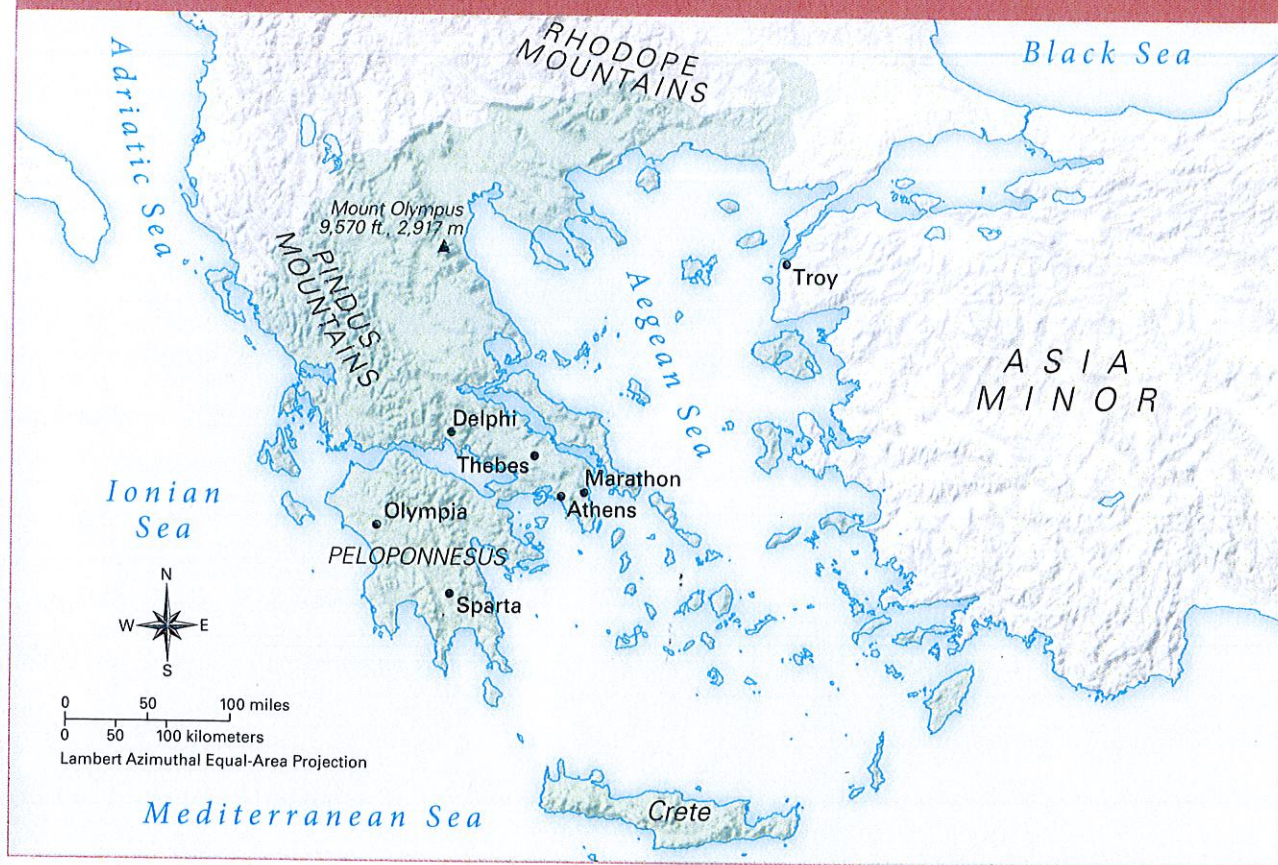 RHODOPE
MOUNTAINS
Black Sea
Adriatic Sea
Mount Olympus
9,570 ft., 2,917 m
PINDUS
MOUNTAINS
Aegean Sea
Troy
ASIA
MINOR
Delphi
Thebes
Marathon
Athens
Ionian
Sea
Olympia
PELOPONNESUS
Sparta
N
W
E
S
0 50 100 miles
0 50 100 kilometers
Lambert Azimuthal Equal-Area Projection
Mediterranean Sea
Crete